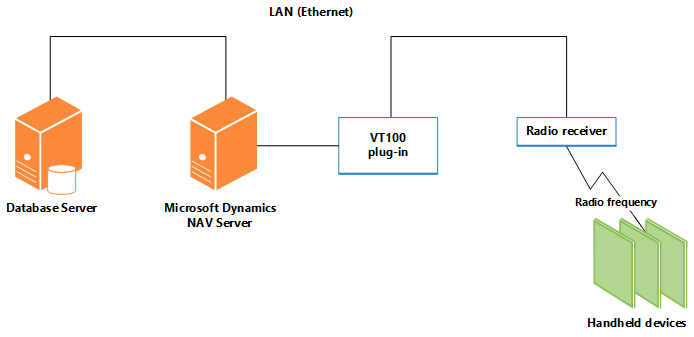 LAN (Ethernet)
VT100
plug-in
Radio receiver
Radio frequency
Database Server
Microsoft Dynamics
NAV Server
Handheld devices